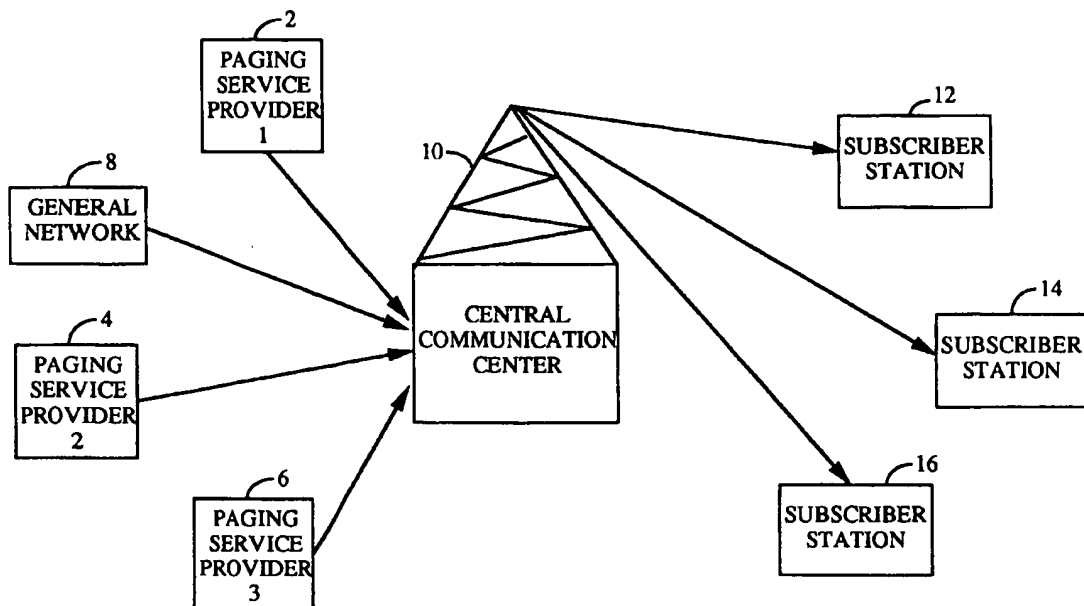 2
PAGING
SERVICE
PROVIDER
1
8
GENERAL
NETWORK
4
PAGING
SERVICE
PROVIDER
2
6
PAGING
SERVICE
PROVIDER
3
10
CENTRAL
COMMUNICATION
CENTER
12
SUBSCRIBER
STATION
14
SUBSCRIBER
STATION
16
SUBSCRIBER
STATION